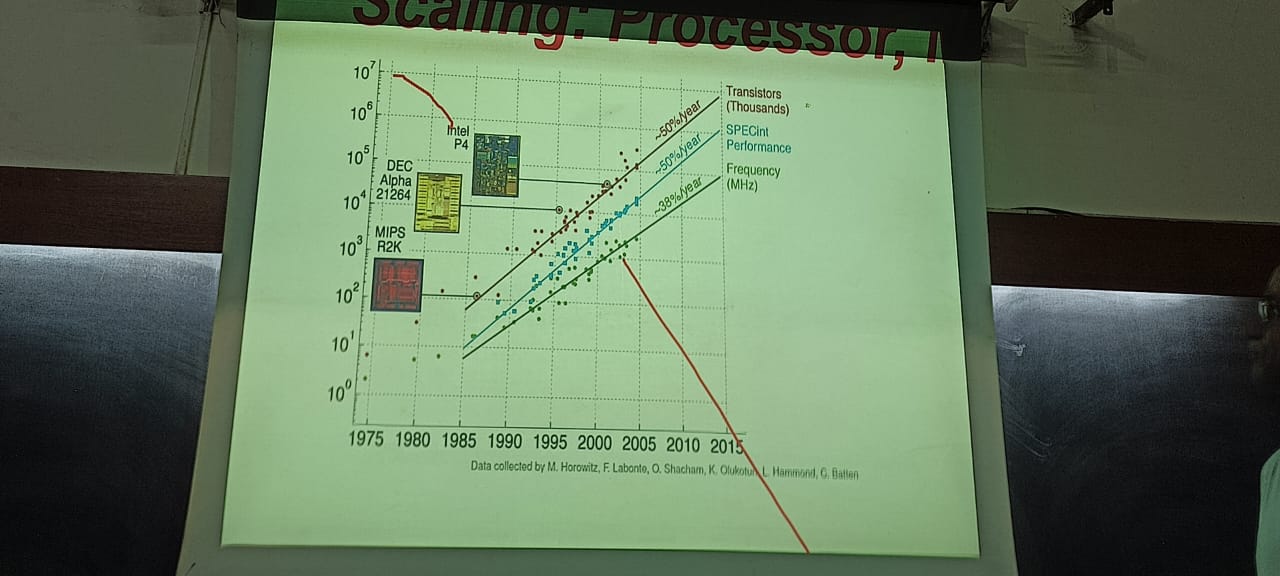 Scaling: Processor,
10^7
10^6
10^5
10^4
10^3
10^2
10^1
10^0
Intel
P4
DEC
Alpha
21264
MIPS
R2K
~50%/year
~50%/year
~38%/year
Transistors
(Thousands)
SPECint
Performance
Frequency
(MHz)
1975 1980 1985 1990 1995 2000 2005 2010 2015
Data collected by M. Horowitz, F. Labonte, O. Shacham, K. Olukotun, L. Hammond, C. Batten